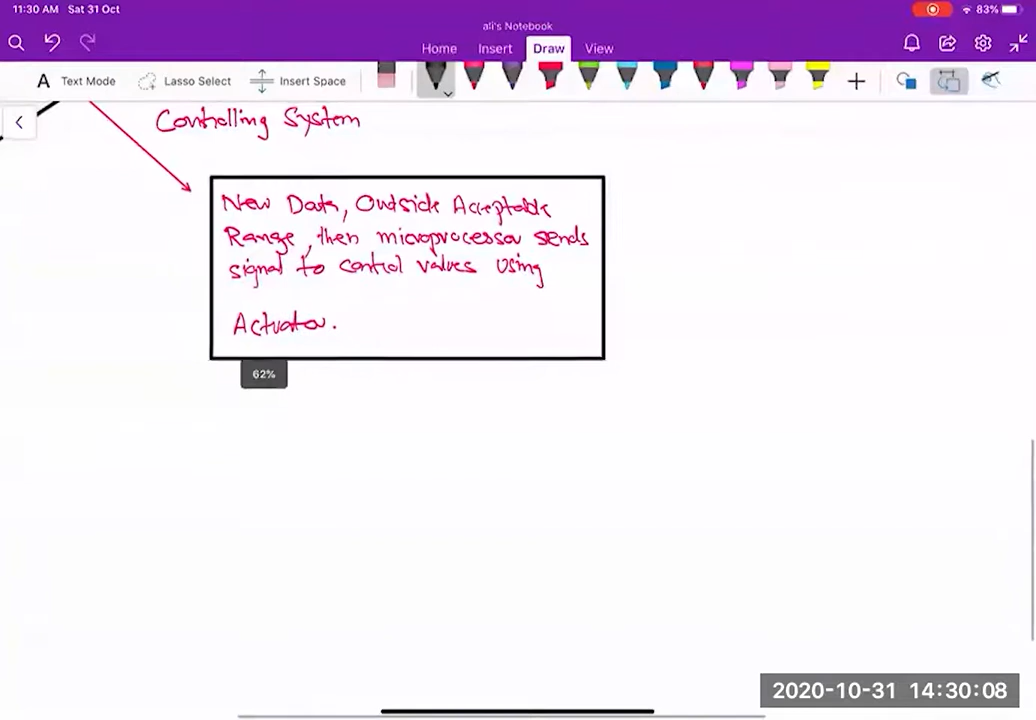 11:30 AM Sat 31 Oct
83%
ali's Notebook
Home Insert Draw View
A Text Mode Lasso Select Insert Space
Controlling System
New Data, Outside Acceptable
Range, then microprocessor sends
signal to control values using
Actuator.
62%
2020-10-31 14:30:08